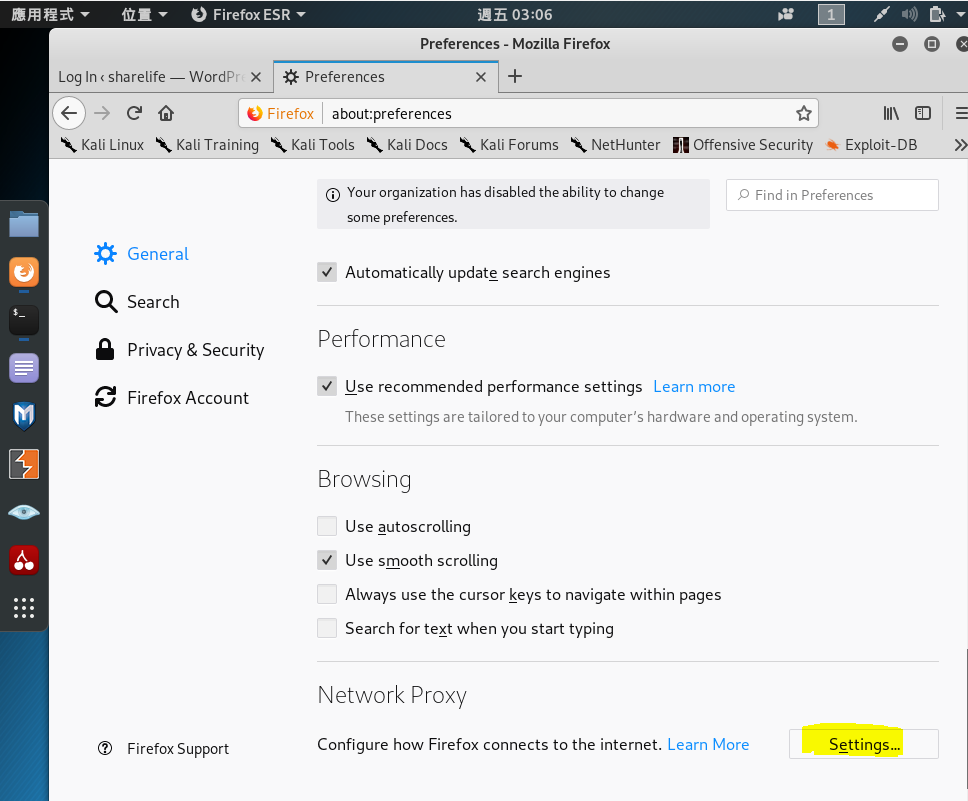 應用程式 位置 Firefox ESR 週五 03:06 1
Preferences - Mozilla Firefox
Log In ‹ sharelife — WordPr Preferences
Firefox about:preferences
Kali Linux Kali Training Kali Tools Kali Docs Kali Forums NetHunter Offensive Security Exploit-DB
Your organization has disabled the ability to change
some preferences.
Find in Preferences
General
Search
Privacy & Security
Firefox Account
Firefox Support
Automatically update search engines
Performance
Use recommended performance settings Learn more
These settings are tailored to your computer’s hardware and operating system.
Browsing
Use autoscrolling
Use smooth scrolling
Always use the cursor keys to navigate within pages
Search for text when you start typing
Network Proxy
Configure how Firefox connects to the internet. Learn More
Settings...